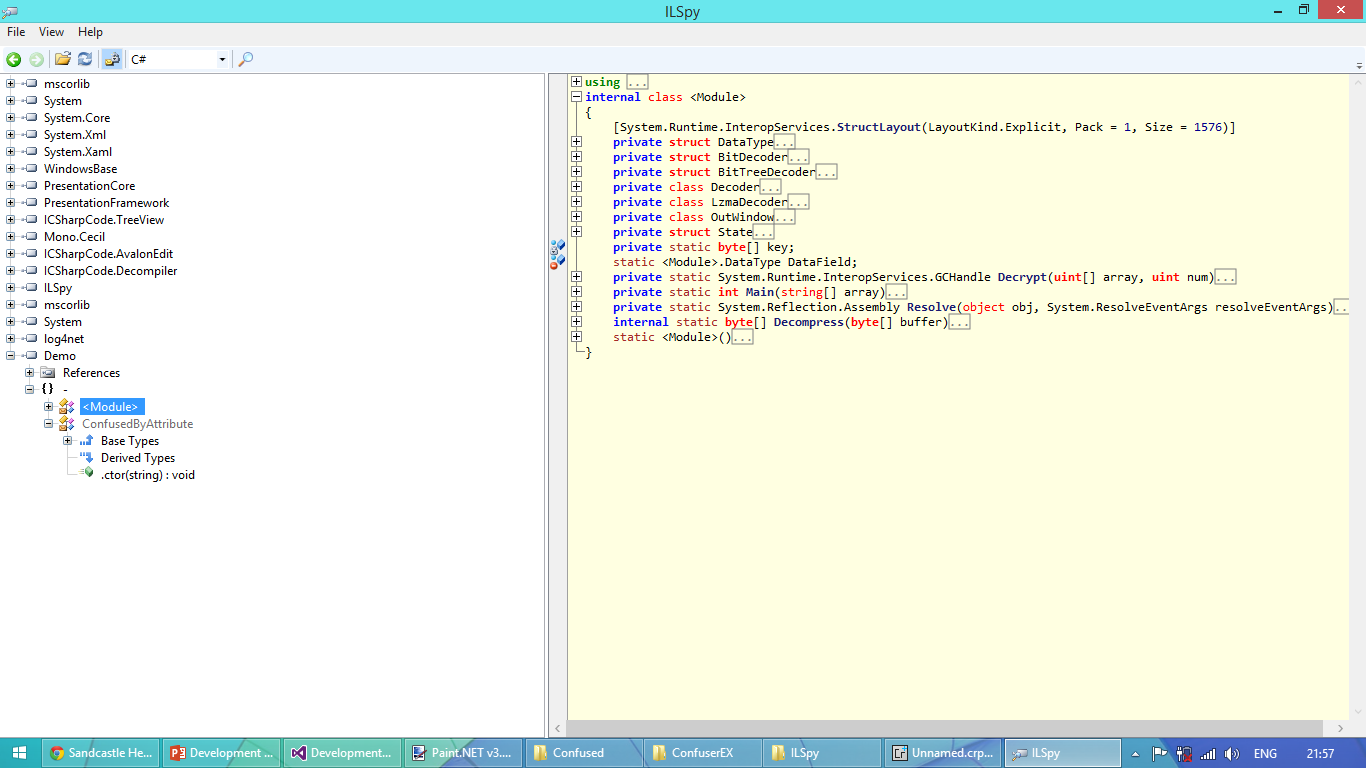 ILSpy
File View Help
C#
mscorlib
System
System.Core
System.Xml
System.Xaml
WindowsBase
PresentationCore
PresentationFramework
ICSharpCode.TreeView
Mono.Cecil
ICSharpCode.AvalonEdit
ICSharpCode.Decompiler
ILSpy
mscorlib
System
log4net
Demo
References
{} -
<Module>
ConfusedByAttribute
Base Types
Derived Types
.ctor(string) : void
using ...
internal class <Module>
{
[System.Runtime.InteropServices.StructLayout(LayoutKind.Explicit, Pack = 1, Size = 1576)]
private struct DataType...
private struct BitDecoder...
private struct BitTreeDecoder...
private class Decoder...
private class LzmaDecoder...
private class OutWindow...
private struct State...
private static byte[] key;
static <Module>.DataType DataField;
private static System.Runtime.InteropServices.GCHandle Decrypt(uint[] array, uint num)...
private static int Main(string[] array)...
private static System.Reflection.Assembly Resolve(object obj, System.ResolveEventArgs resolveEventArgs)...
internal static byte[] Decompress(byte[] buffer)...
static <Module>()...
}
Sandcastle He... Development ... Development... Paint.NET v3.... Confused ConfuserEX ILSpy Unnamed.crp... ILSpy ENG 21:57